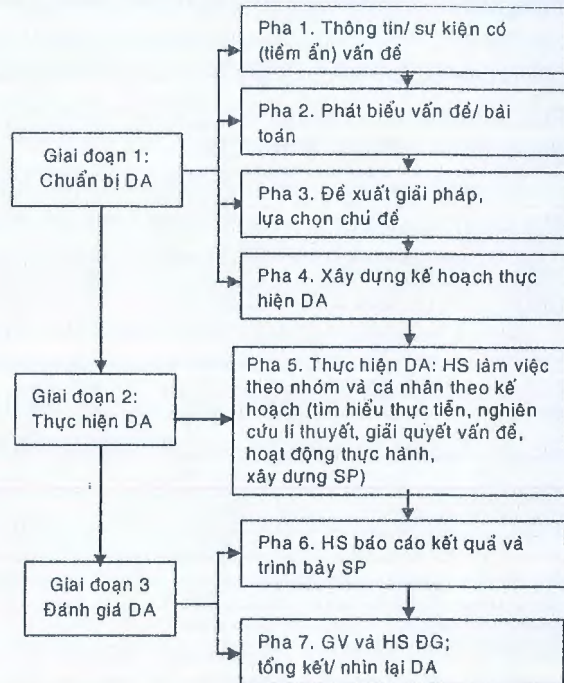 Pha 1. Thông tin/ sự kiện có
(tiềm ẩn) vấn đề
Pha 2. Phát biểu vấn đề/ bài
toán
Giai đoạn 1:
Chuẩn bị DA
Pha 3. Đề xuất giải pháp,
lựa chọn chủ đề
Pha 4. Xây dựng kế hoạch thực
hiện DA
Giai đoạn 2:
Thực hiện DA
Pha 5. Thực hiện DA: HS làm việc
theo nhóm và cá nhân theo kế
hoạch (tìm hiểu thực tiễn, nghiên
cứu lí thuyết, giải quyết vấn đề,
hoạt động thực hành,
xây dựng SP)
Giai đoạn 3
Đánh giá DA
Pha 6. HS báo cáo kết quả và
trình bày SP
Pha 7. GV và HS ĐG;
tổng kết/ nhìn lại DA